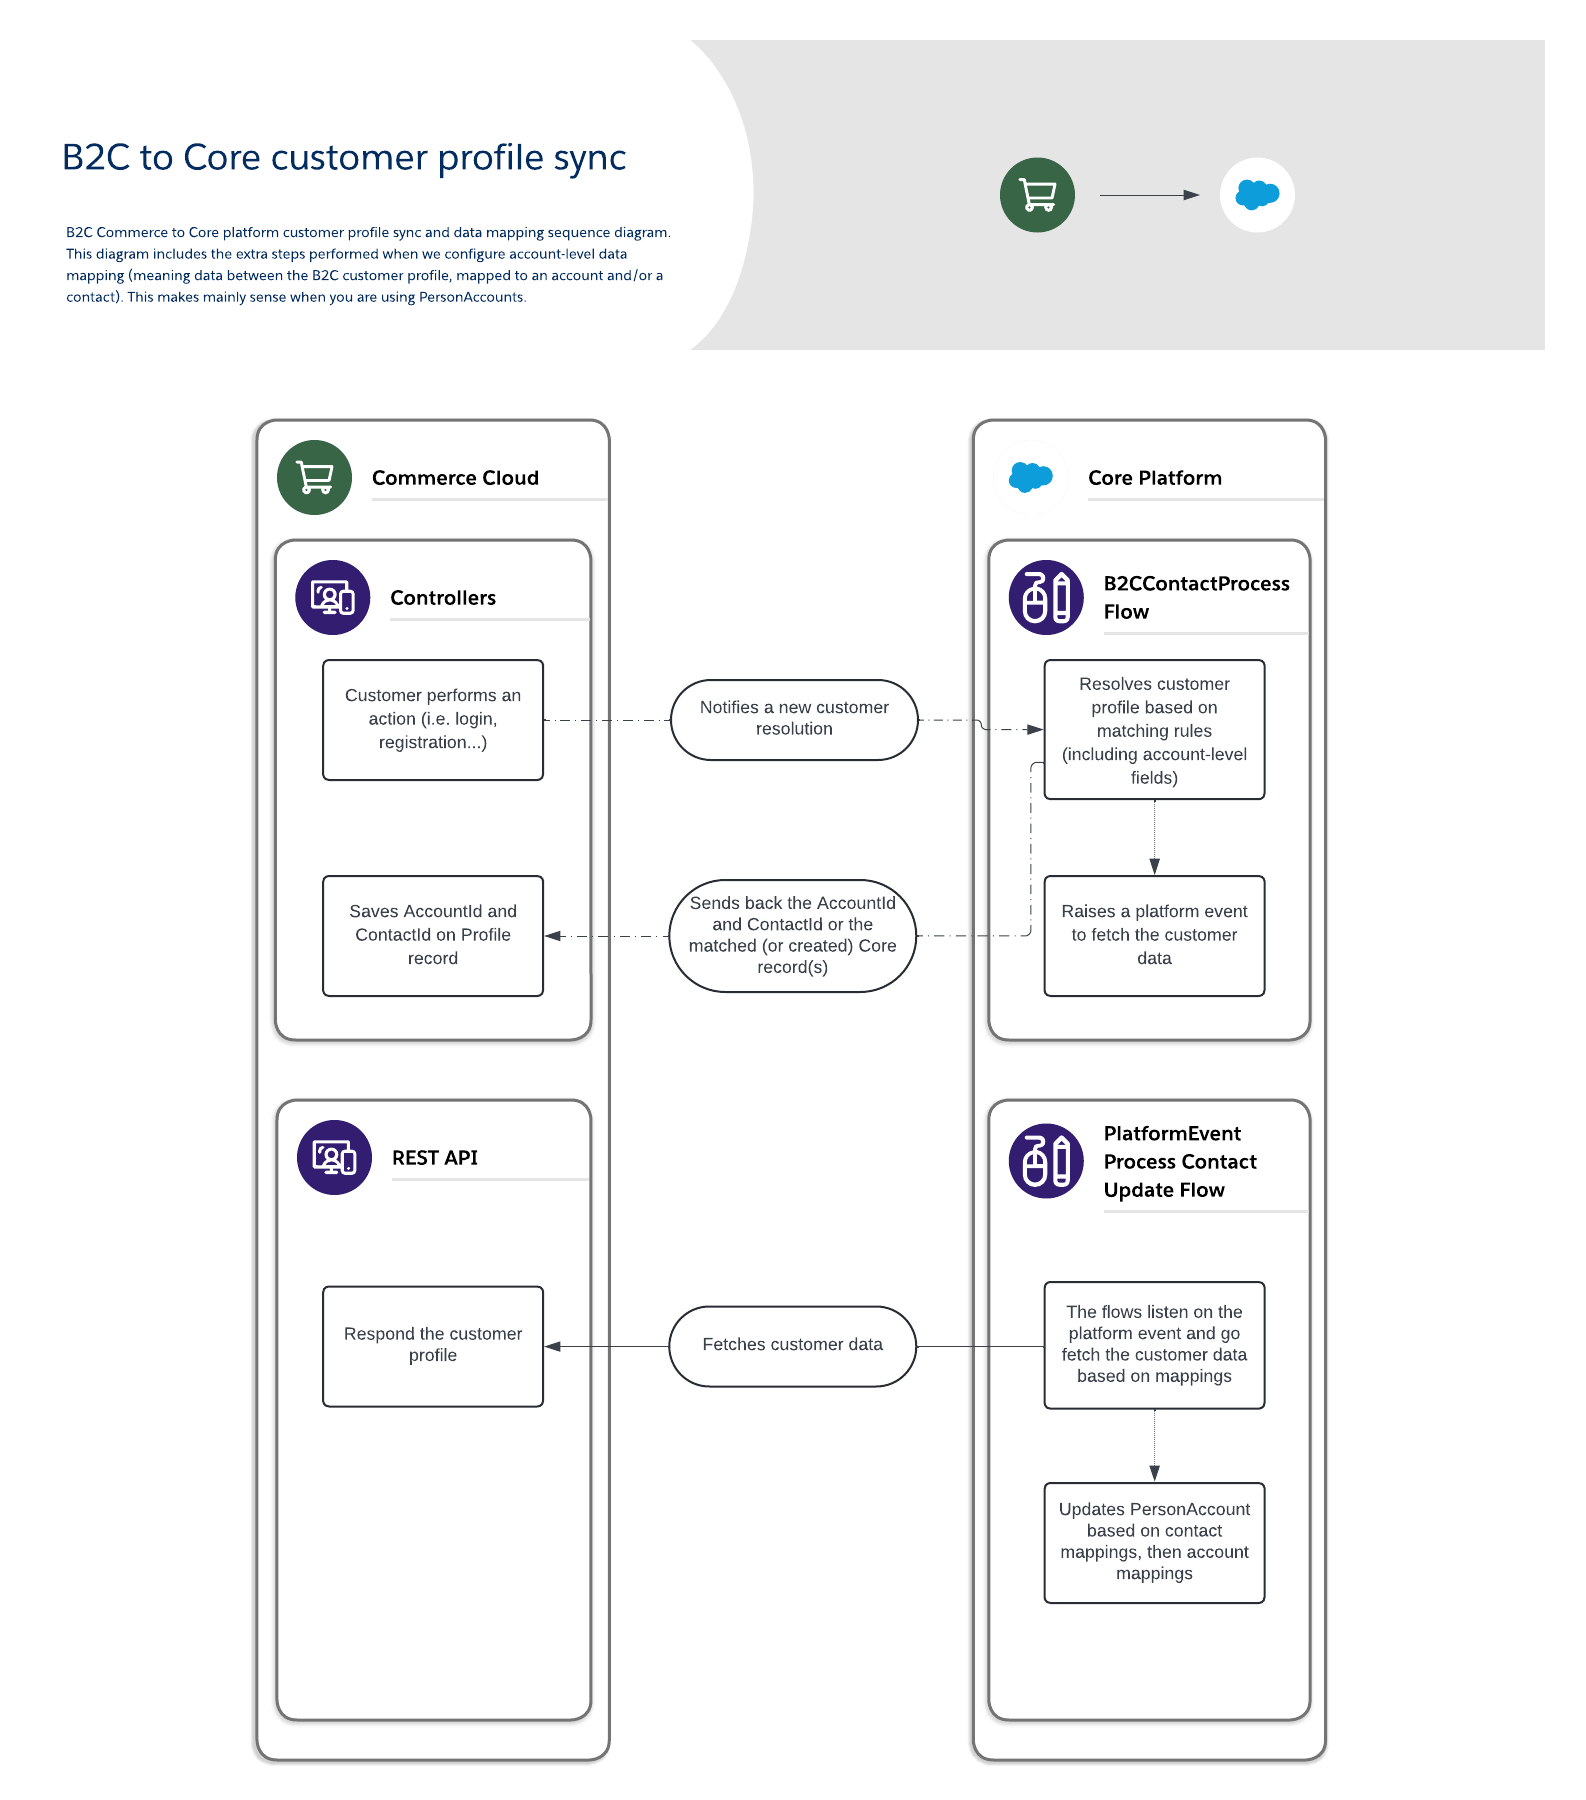 B2C to Core customer profile sync
B2C Commerce to Core platform customer profile sync and data mapping sequence diagram.
This diagram includes the extra steps performed when we configure account-level data
mapping (meaning data between the B2C customer profile, mapped to an account and/or a
contact). This makes mainly sense when you are using PersonAccounts.
Commerce Cloud
Core Platform
Controllers
B2CContactProcess
Flow
Customer performs an
action (i.e. login,
registration...)
Notifies a new customer
resolution
Resolves customer
profile based on
matching rules
(including account-level
fields)
Saves AccountId and
ContactId on Profile
record
Sends back the AccountId
and ContactId or the
matched (or created) Core
record(s)
Raises a platform event
to fetch the customer
data
REST API
PlatformEvent
Process Contact
Update Flow
Respond the customer
profile
Fetches customer data
The flows listen on the
platform event and go
fetch the customer data
based on mappings
Updates PersonAccount
based on contact
mappings, then account
mappings